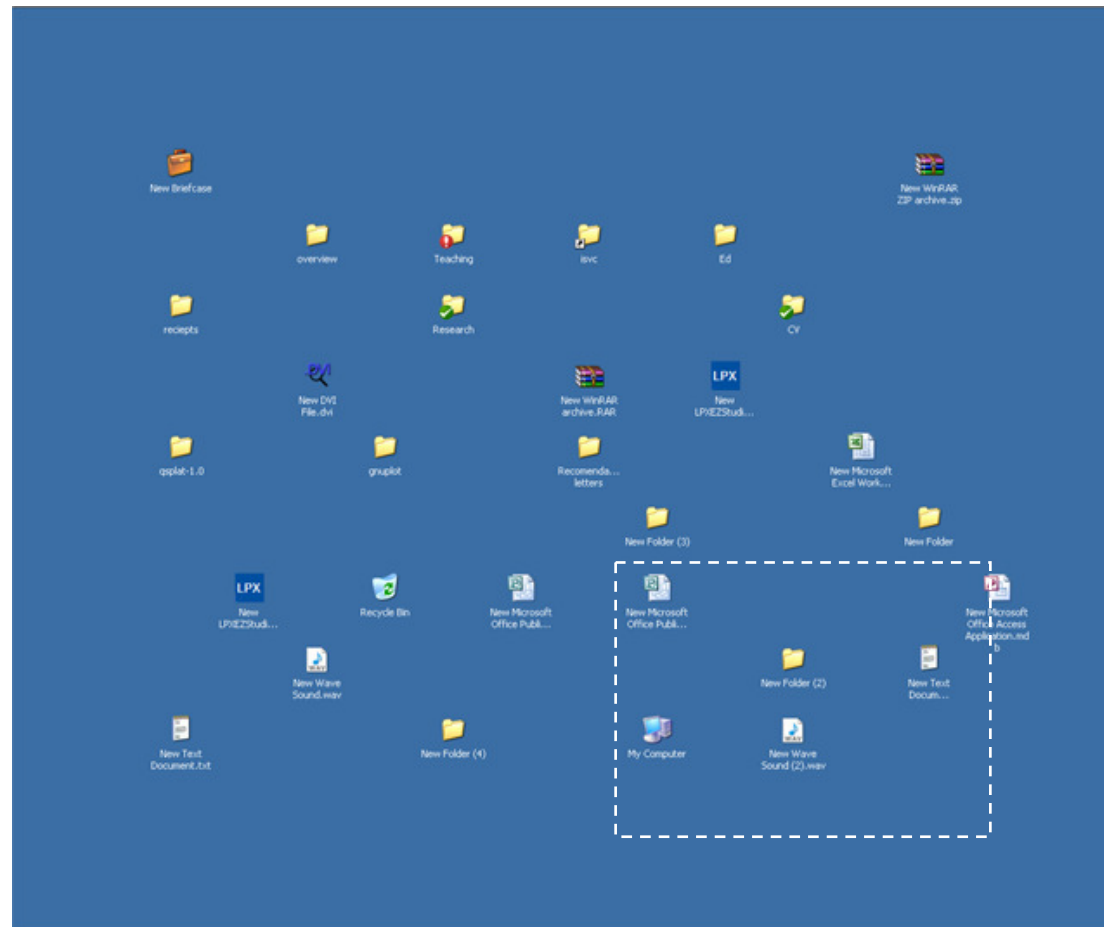 New Briefcase
New WinRAR
ZIP archive.zip
overview
Teaching
isvc
Ed
reciepts
Research
CV
New DVI
File.dvi
New WinRAR
archive.RAR
LPX
New
LPXEZStudi...
qsplat-1.0
gnuplot
Recomenda...
letters
New Microsoft
Excel Work...
New Folder (3)
New Folder
LPX
New
LPXEZStudi...
Recycle Bin
New Microsoft
Office Publi...
New Microsoft
Office Publi...
New Microsoft
Office Access
Application.md
b
New Wave
Sound.wav
New Folder (2)
New Text
Docum...
New Text
Document.txt
New Folder (4)
My Computer
New Wave
Sound (2).wav